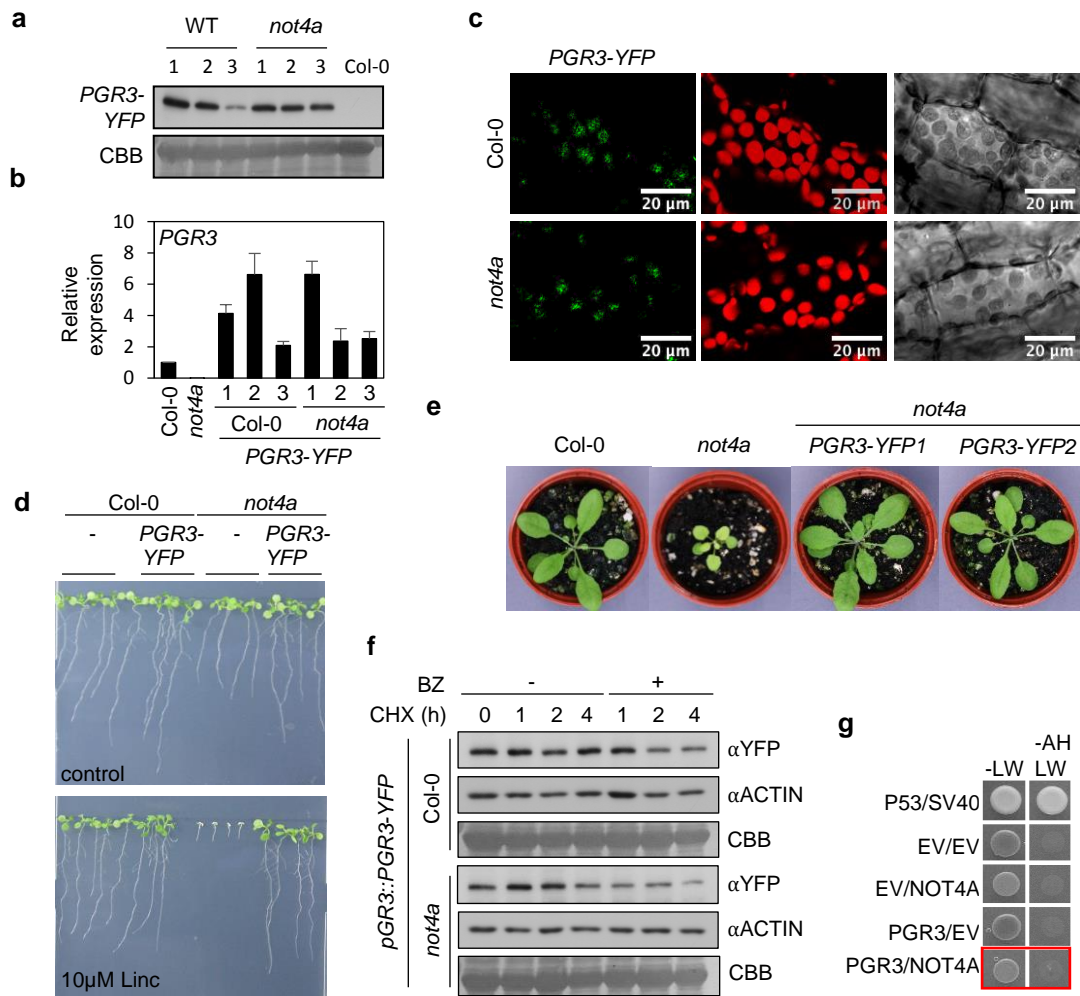 a
WT not4a
1 2 3 1 2 3 Col-0
PGR3-
YFP
CBB
b
10
8
6
4
2
0
Relative
expression
PGR3
Col-0
not4a
1 2 3 1 2 3
Col-0 not4a
PGR3-YFP
c
PGR3-YFP
Col-0
20 µm 20 µm 20 µm
not4a
20 µm 20 µm 20 µm
d
Col-0 not4a
- PGR3- - PGR3-
YFP YFP
control
10µM Linc
e
not4a
Col-0 not4a PGR3-YFP1 PGR3-YFP2
f
BZ - +
CHX (h) 0 1 2 4 1 2 4
pGR3::PGR3-YFP
Col-0
αYFP
αACTIN
CBB
not4a
αYFP
αACTIN
CBB
g
-AH
-LW LW
P53/SV40
EV/EV
EV/NOT4A
PGR3/EV
PGR3/NOT4A